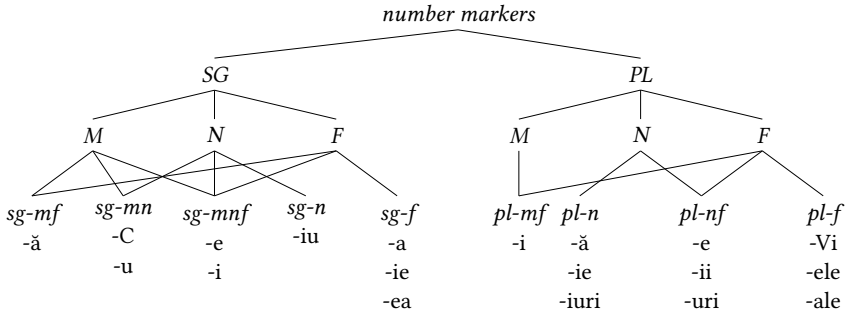 number markers
SG PL
M N F M N F
sg-mf sg-mn sg-mnf sg-n sg-f pl-mf pl-n pl-nf pl-f
-ă -C -e -iu -a -i -ă -e -Vi
-u -i -ie -ie -ii -ele
-ea -iuri -uri -ale